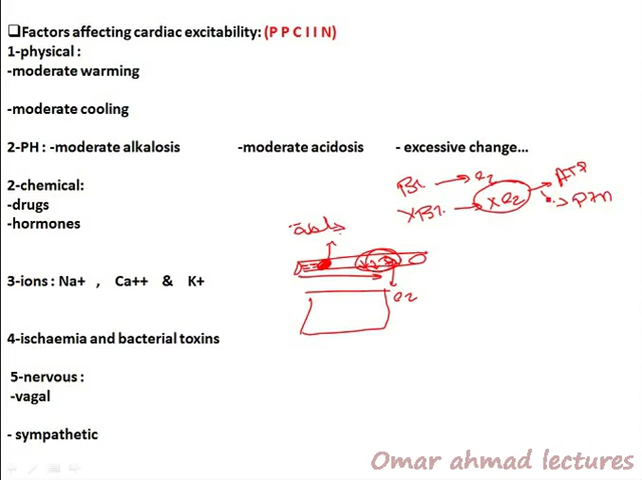 ❑Factors affecting cardiac excitability: (P P C I I N)
1-physical :
-moderate warming
-moderate cooling
2-PH : -moderate alkalosis -moderate acidosis - excessive change...
2-chemical:
-drugs
-hormones
3-ions : Na+ , Ca++ & K+
4-ischaemia and bacterial toxins
5-nervous :
-vagal
- sympathetic
Omar ahmad lectures